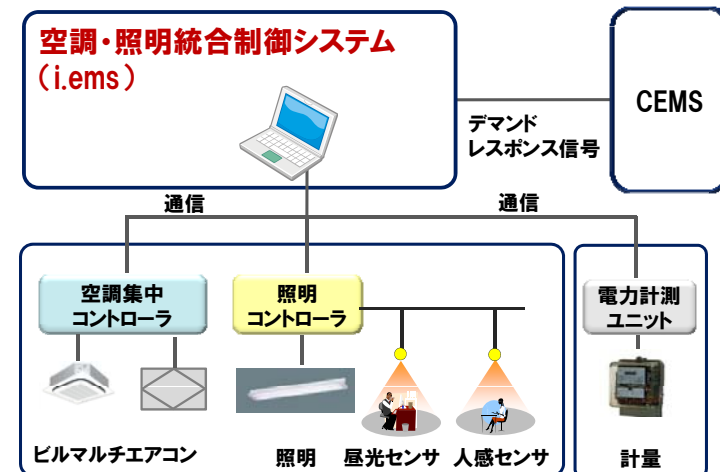 空調・照明統合制御システム
（i.ems）
CEMS
デマンド
レスポンス信号
通信
通信
空調集中
コントローラ
照明
コントローラ
電力計測
ユニット
ビルマルチエアコン
照明
昼光センサ
人感センサ
計量